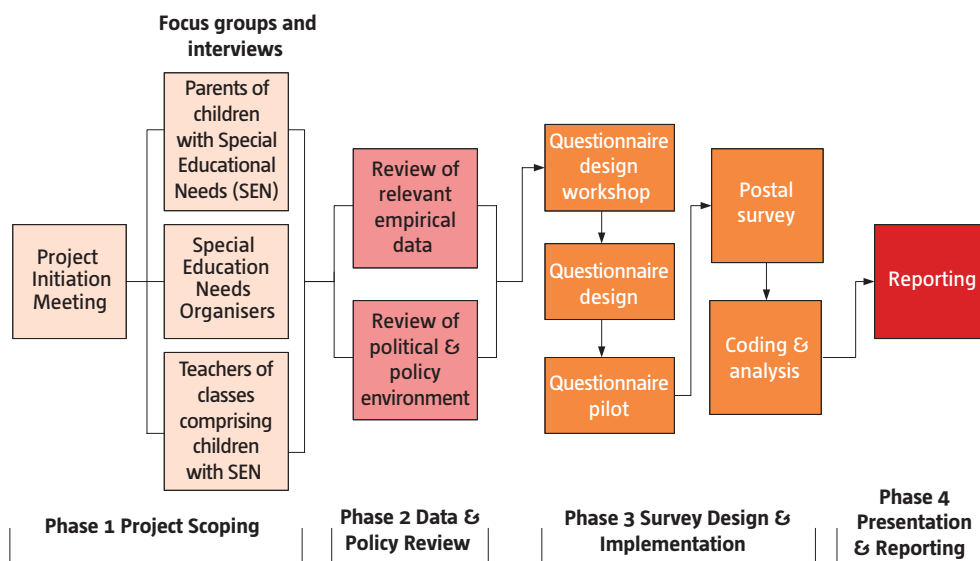 Focus groups and
interviews
Parents of
children
with Special
Educational
Needs (SEN)
Project
Initiation
Meeting
Special
Education
Needs
Organisers
Teachers of
classes
comprising
children
with SEN
Review of
relevant
empirical
data
Review of
political &
policy
environment
Questionnaire
design
workshop
Questionnaire
design
Questionnaire
pilot
Postal
survey
Coding &
analysis
Reporting
Phase 1 Project Scoping
Phase 2 Data &
Policy Review
Phase 3 Survey Design &
Implementation
Phase 4
Presentation
& Reporting